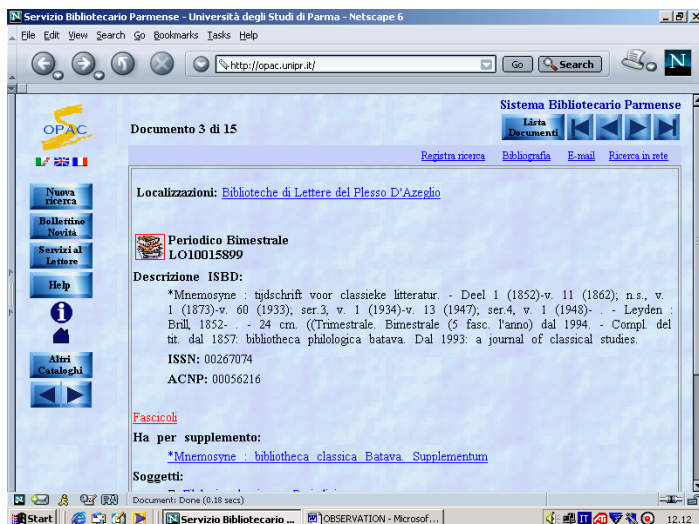 Servizio Bibliotecario Parmense - Università degli Studi di Parma - Netscape 6
File Edit View Search Go Bookmarks Tasks Help
http://opac.unipr.it/
Go
Search
N
OPAC
Sistema Bibliotecario Parmense
Documento 3 di 15
Lista
Documenti
Registra ricerca Bibliografia E-mail Ricerca in rete
Nuova
ricerca
Bollettino
Novità
Servizi al
Lettore
Help
Altri
Cataloghi
Localizzazioni: Biblioteche di Lettere del Plesso D'Azeglio
Periodico Bimestrale
LO10015899
Descrizione ISBD:
*Mnemosyne : tijdschrift voor classieke litteratur. - Deel 1 (1852)-v. 11 (1862); n.s., v.
1 (1873)-v. 60 (1933); ser.3, v. 1 (1934)-v. 13 (1947); ser.4, v. 1 (1948)- . - Leyden :
Brill, 1852- . - 24 cm. ((Trimestrale. Bimestrale (5 fasc. l'anno) dal 1994. - Compl. del
tit. dal 1857: bibliotheca philologica batava. Dal 1993: a journal of classical studies.
ISSN: 00267074
ACNP: 00056216
Fascicoli
Ha per supplemento:
*Mnemosyne : bibliotheca classica Batava. Supplementum
Soggetti:
Document: Done (0.18 secs)
Start
Servizio Bibliotecario ...
OBSERVATION - Microsof...
12.12